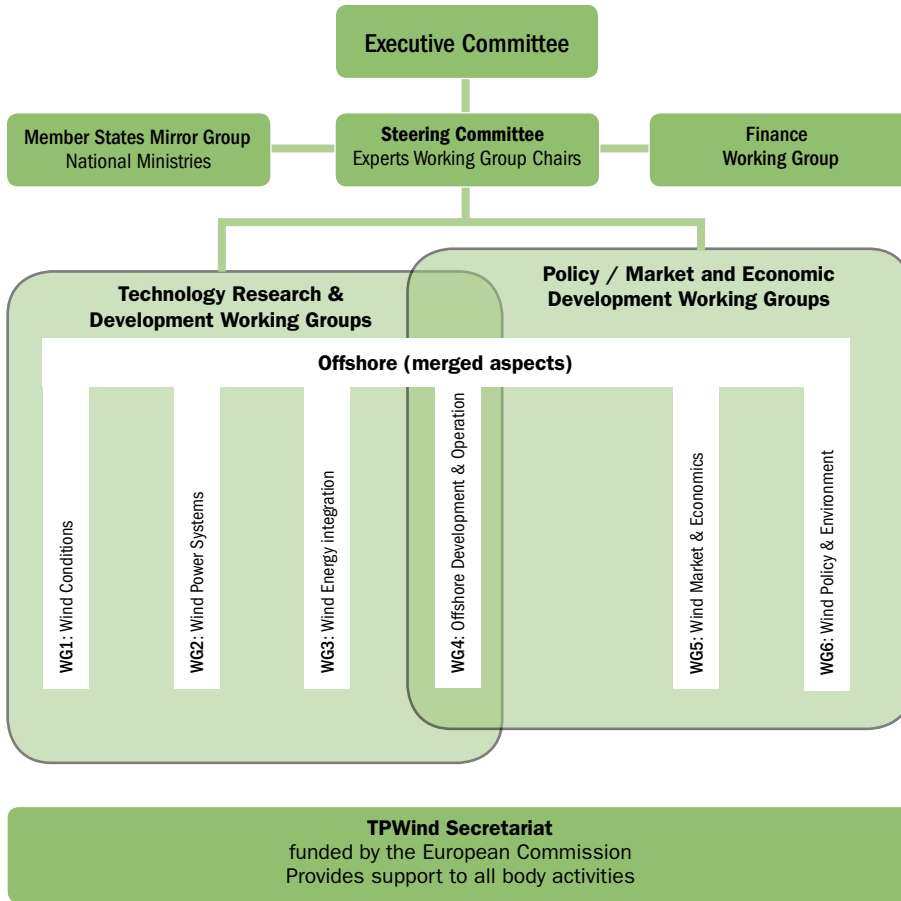 Executive Committee
Member States Mirror Group
National Ministries
Steering Committee
Experts Working Group Chairs
Finance
Working Group
Technology Research &
Development Working Groups
Policy / Market and Economic
Development Working Groups
Offshore (merged aspects)
WG1: Wind Conditions
WG2: Wind Power Systems
WG3: Wind Energy integration
WG4: Offshore Development & Operation
WG5: Wind Market & Economics
WG6: Wind Policy & Environment
TPWind Secretariat
funded by the European Commission
Provides support to all body activities